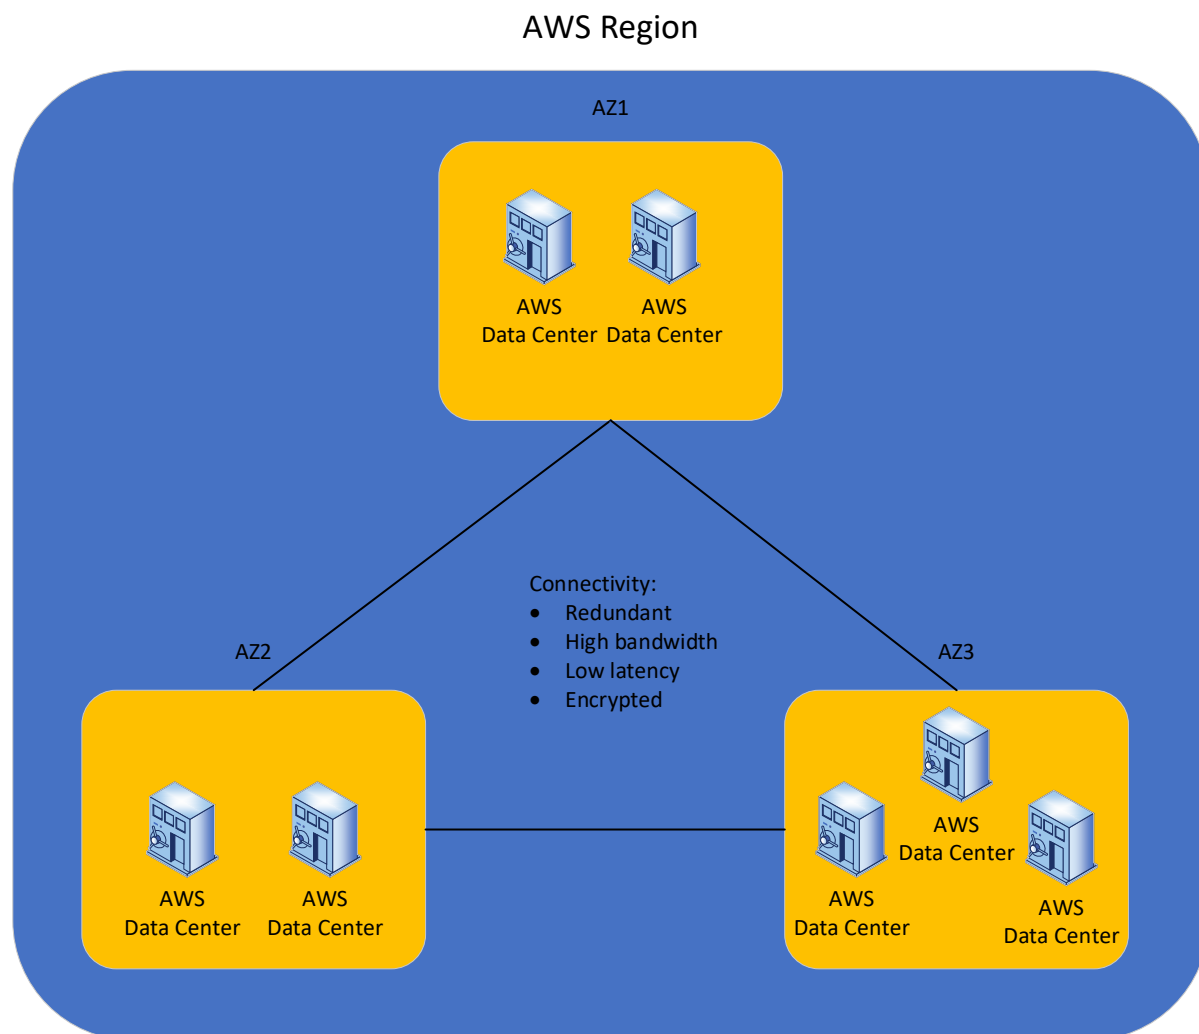 AWS Region
AZ1
AWS
Data Center
AWS
Data Center
Connectivity:
• Redundant
• High bandwidth
• Low latency
• Encrypted
AZ2
AZ3
AWS
Data Center
AWS
Data Center
AWS
Data Center
AWS
Data Center
AWS
Data Center